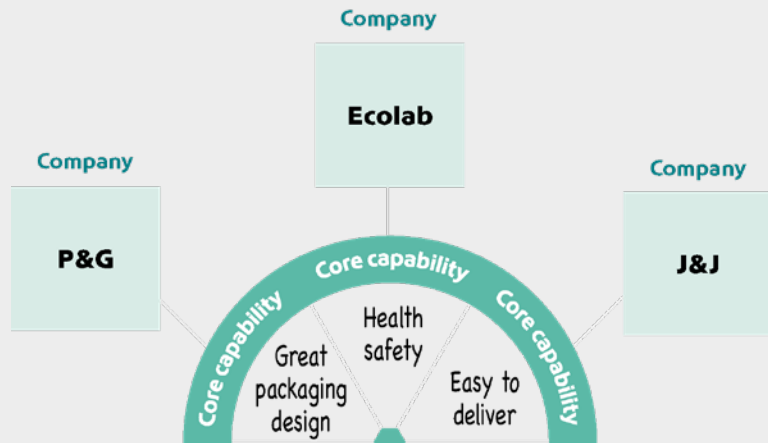 Company
Ecolab
Company
P&G
Company
J&J
Core capability
Core capability
Core capability
Great
packaging
design
Health
safety
Easy to
deliver